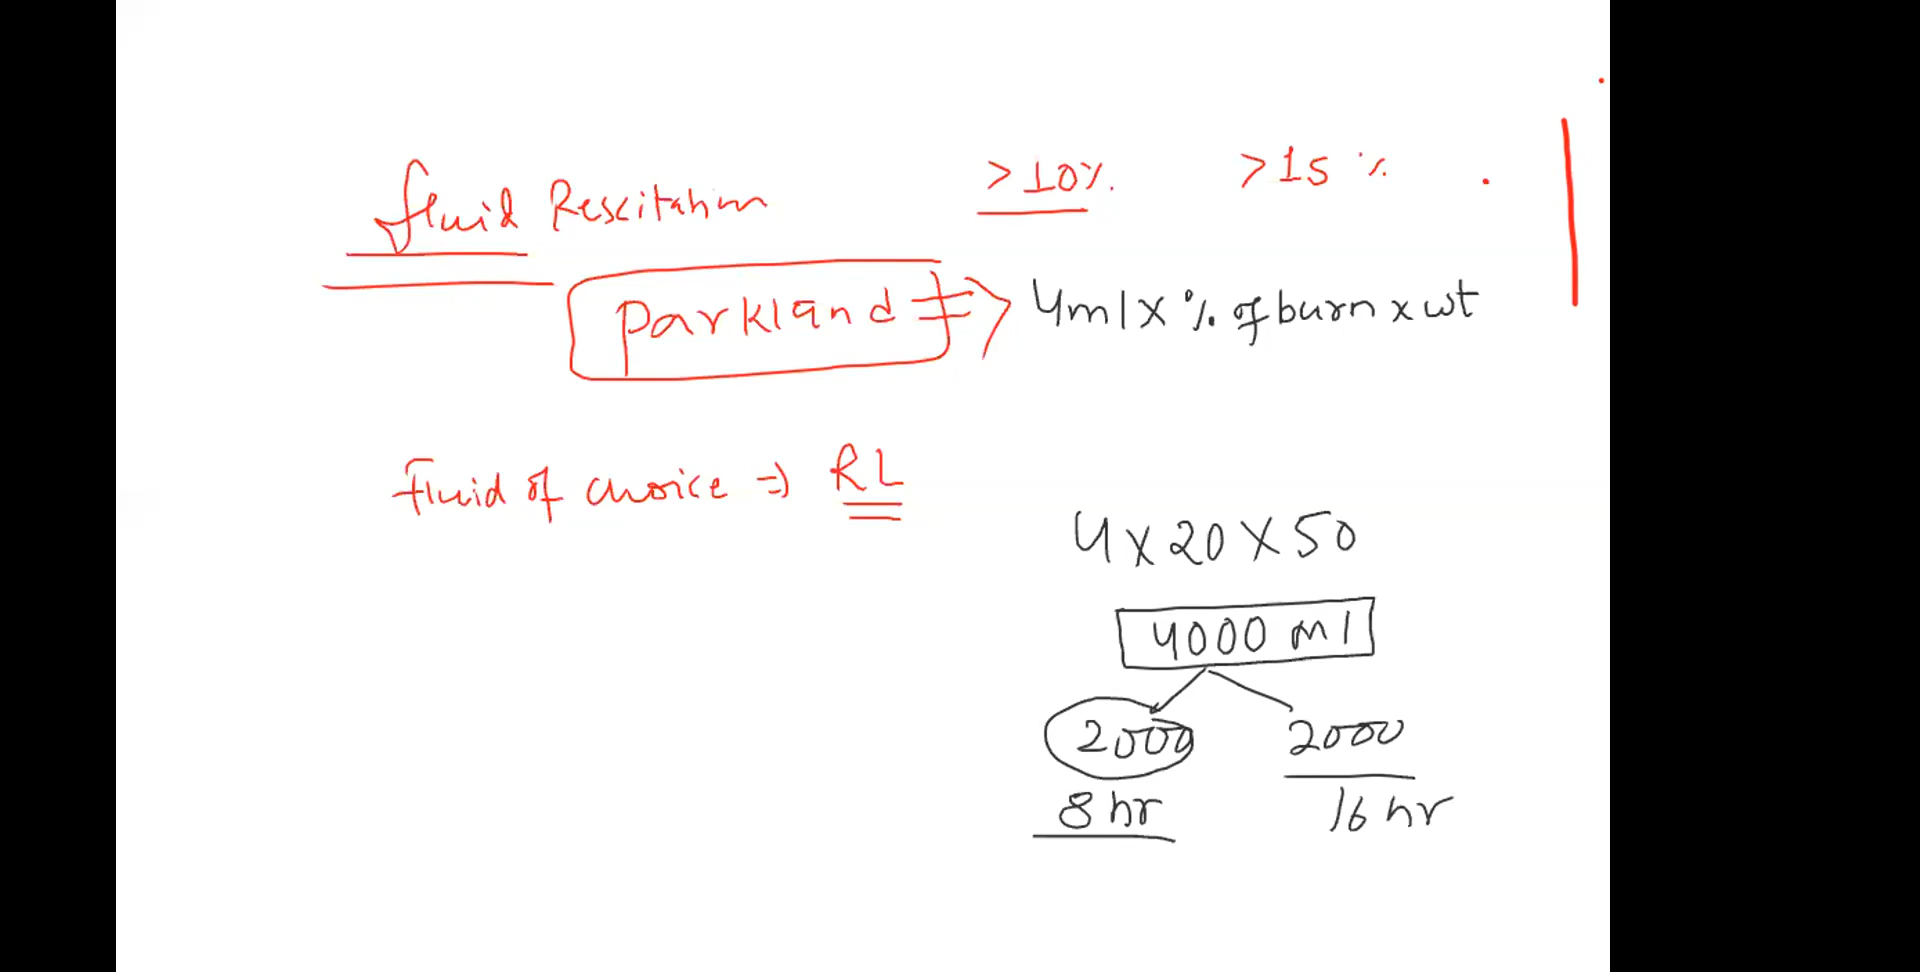 fluid Rescitahm >10% >15 %
Parkland => 4ml x % of burn x wt
Fluid of choice => RL
4 x 20 x 50
4000 ml
2000 2000
8 hr 16 hr